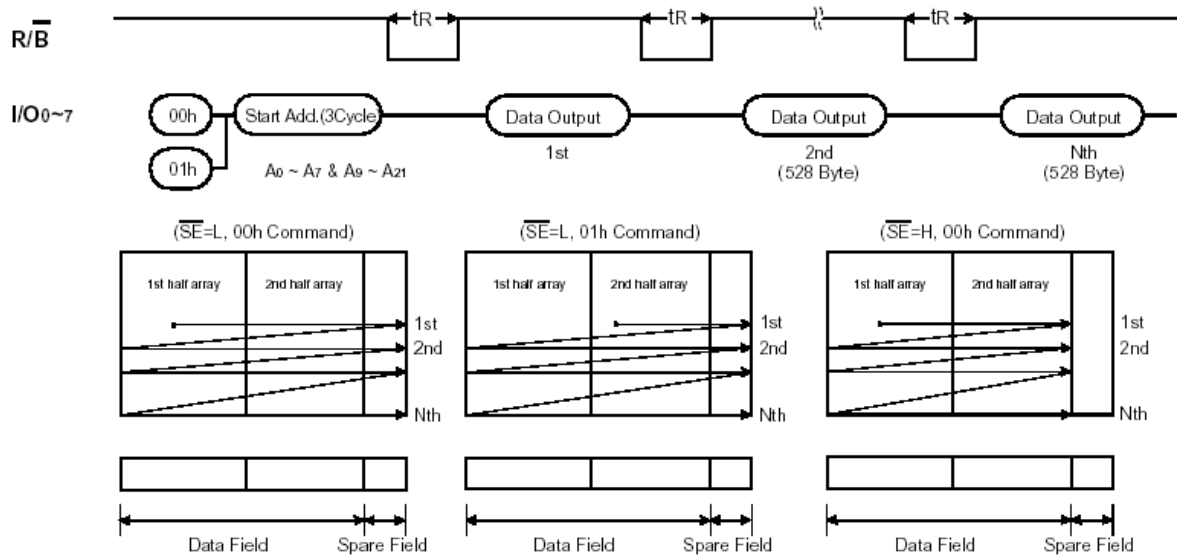 R/B tR tR tR
I/O0~7 00h Start Add.(3Cycle) Data Output Data Output Data Output
01h A0 ~ A7 & A9 ~ A21 1st 2nd Nth
(528 Byte) (528 Byte)
(SE=L, 00h Command) (SE=L, 01h Command) (SE=H, 00h Command)
1st half array 2nd half array 1st half array 2nd half array 1st half array 2nd half array
1st 1st 1st
2nd 2nd 2nd
Nth Nth Nth
Data Field Spare Field Data Field Spare Field Data Field Spare Field